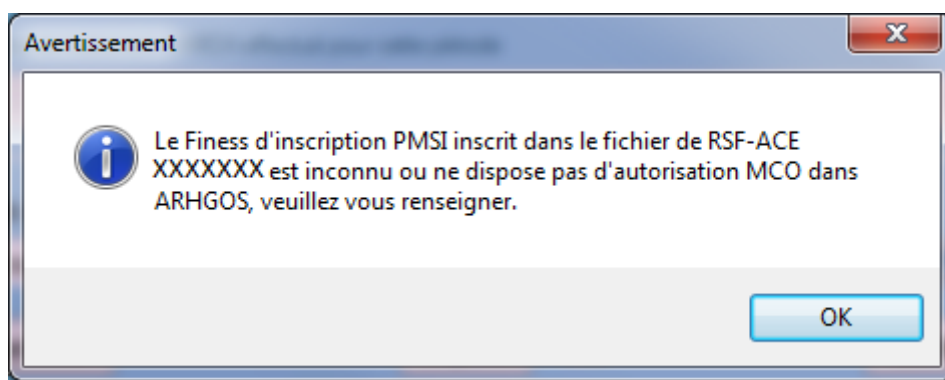 Avertissement
Le Finess d'inscription PMSI inscrit dans le fichier de RSF-ACE
XXXXXXX est inconnu ou ne dispose pas d'autorisation MCO dans
ARHGOS, veuillez vous renseigner.
OK